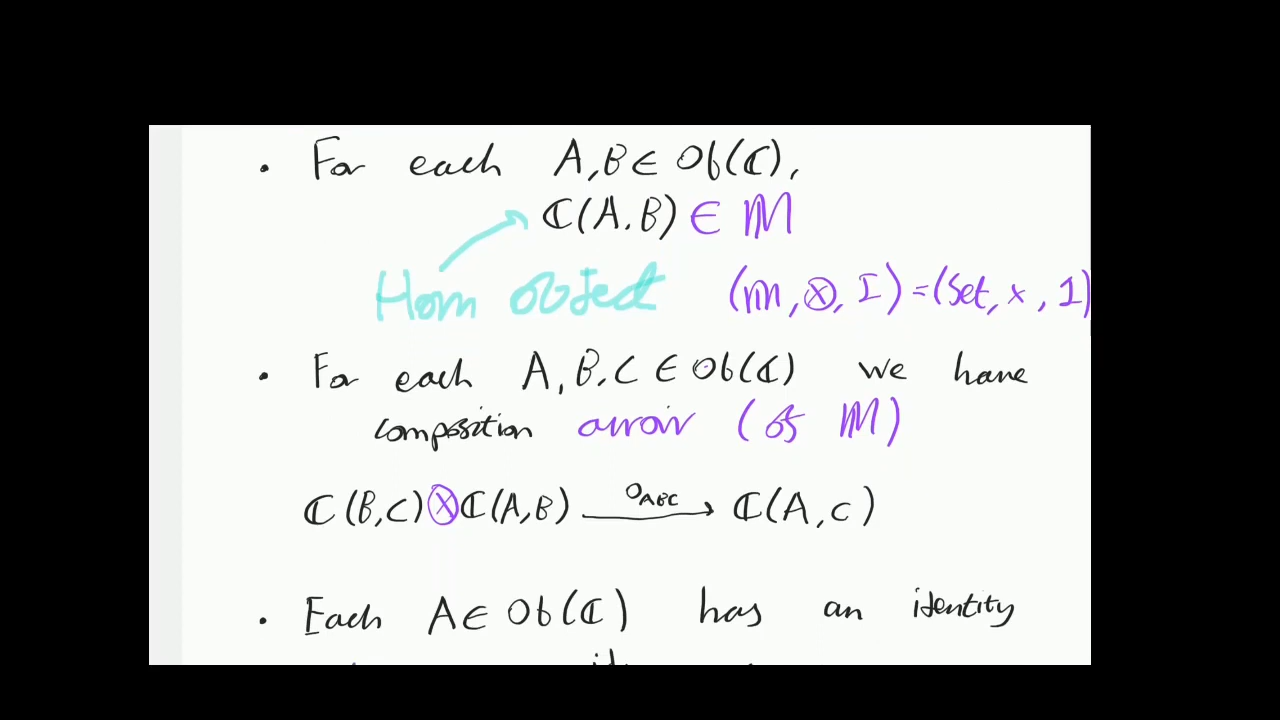 • For each A,B ∈ Ob(ℂ),
ℂ(A,B) ∈ 𝕄
Hom object (𝕄, ⊗, I) = (Set, ×, 1)
• For each A,B,C ∈ Ob(ℂ) we have
composition arrow (of 𝕄)
ℂ(B,C) ⊗ ℂ(A,B) —∘ABC→ ℂ(A,C)
• Each A ∈ Ob(ℂ) has an identity